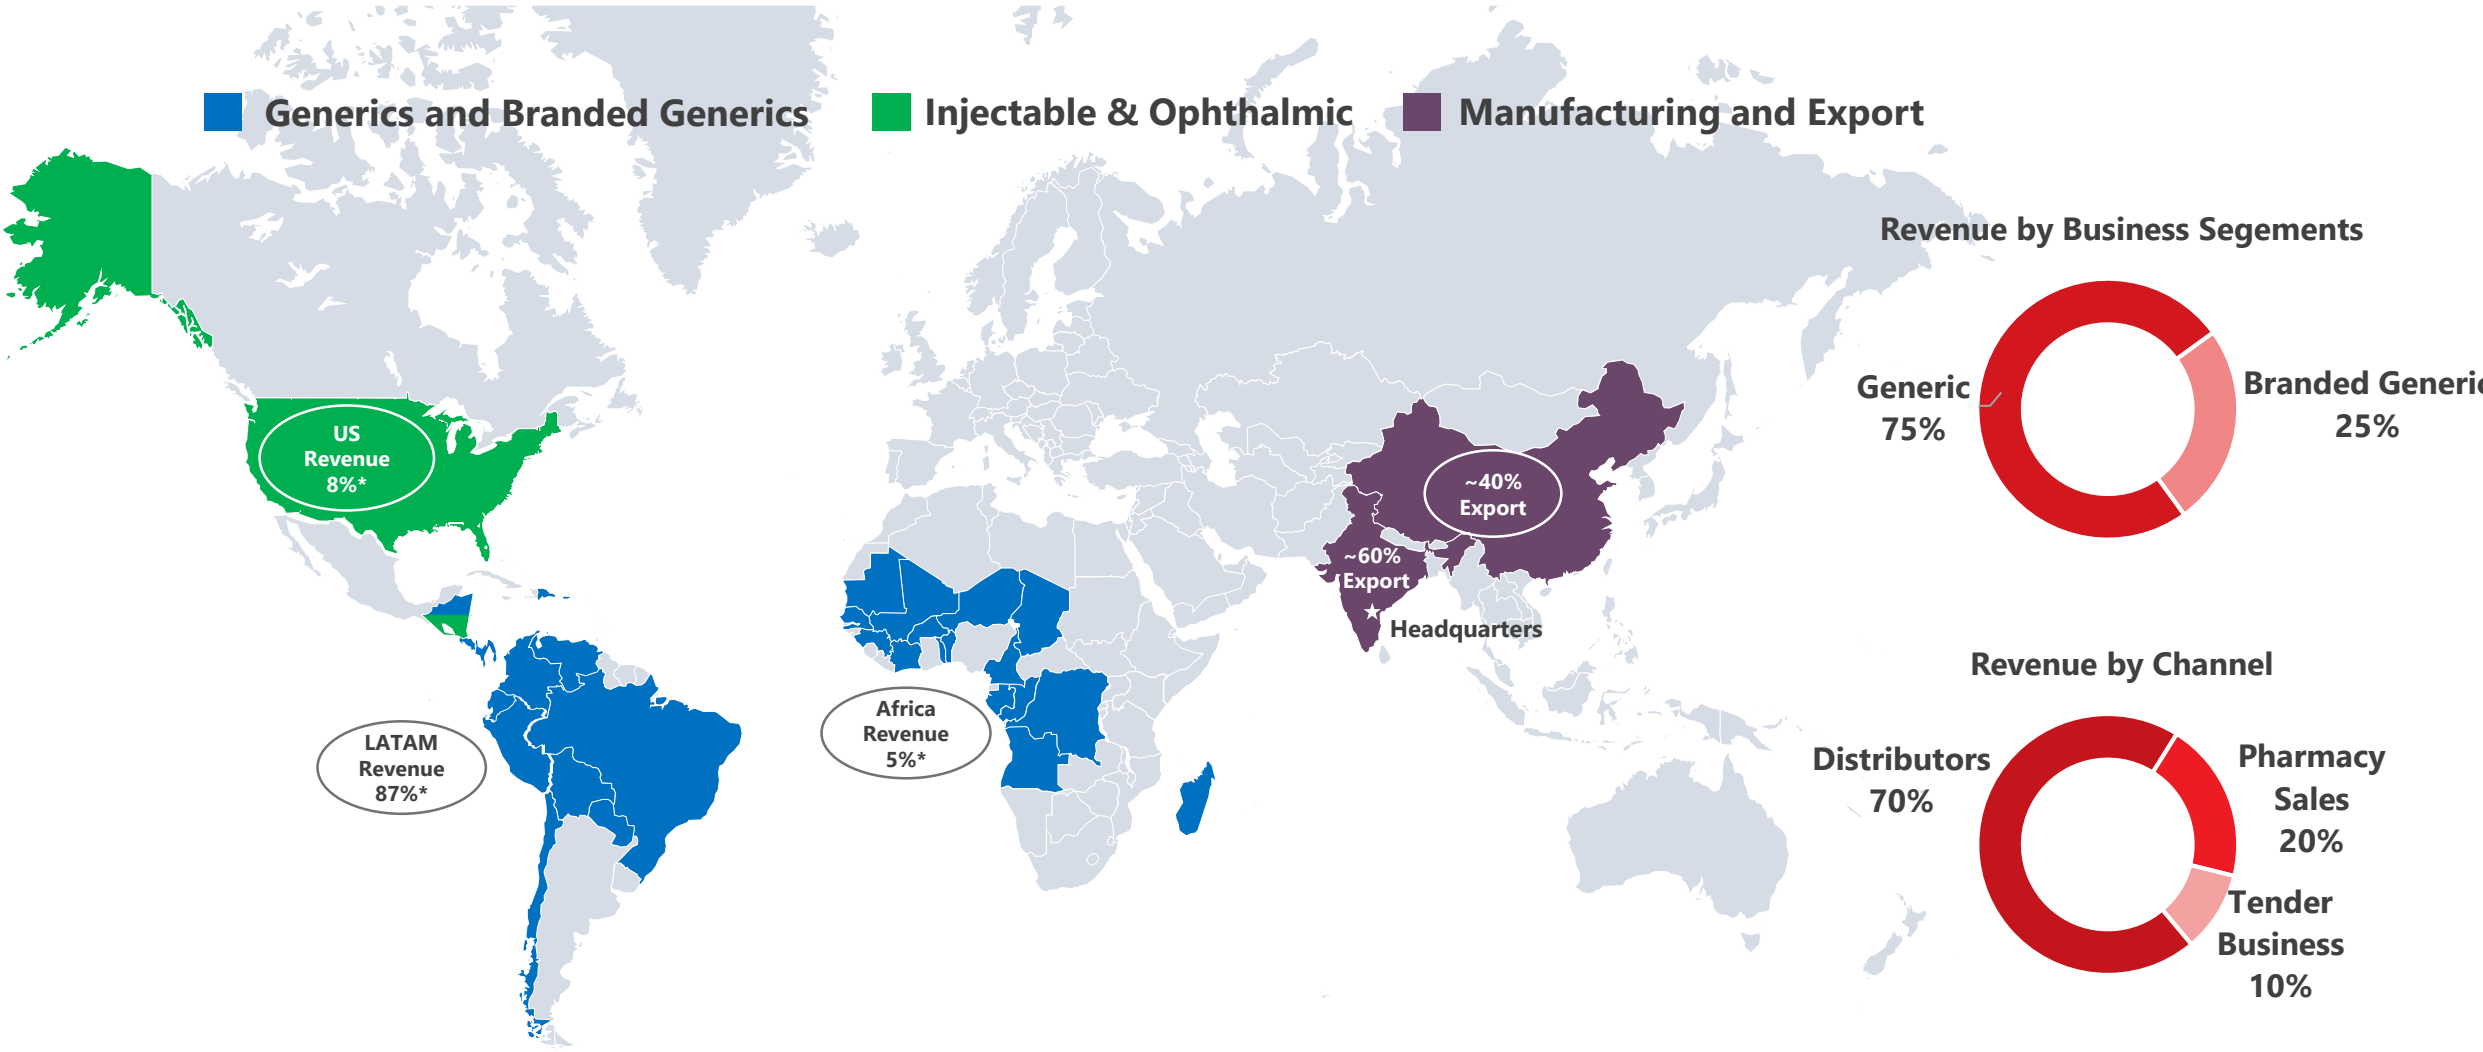 Generics and Branded Generics
Injectable & Ophthalmic
Manufacturing and Export
Revenue by Business Segements
Generic
75%
Branded Generic
25%
US
Revenue
8%*
~40%
Export
~60%
Export
Headquarters
LATAM
Revenue
87%*
Africa
Revenue
5%*
Revenue by Channel
Distributors
70%
Pharmacy
Sales
20%
Tender
Business
10%